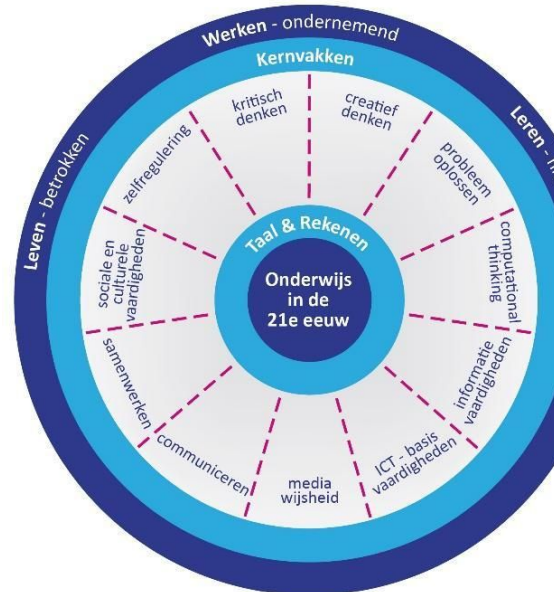 Werken - ondernemend
Kernvakken
Leren -
Leven - betrokken
kritisch
denken
creatief
denken
probleem
oplossen
computational
thinking
informatie
vaardigheden
ICT - basis
vaardigheden
media
wijsheid
communiceren
samenwerken
sociale en
culturele
vaardigheden
zelfregulering
Taal & Rekenen
Onderwijs
in de
21e eeuw